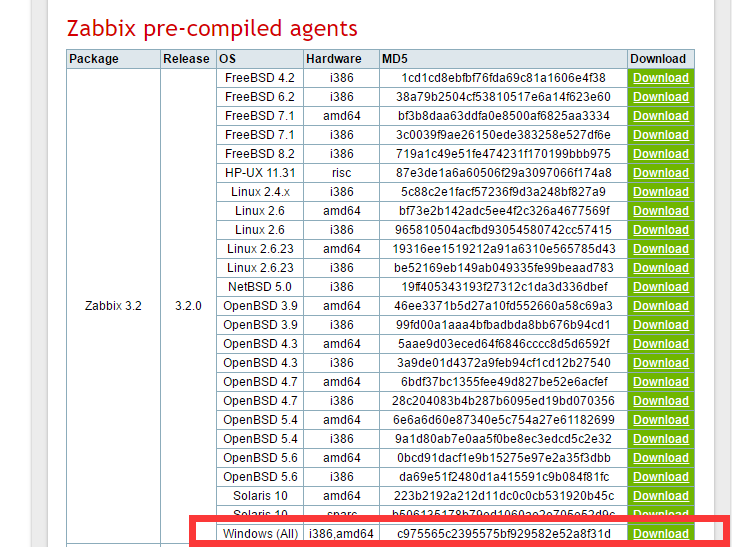 Zabbix pre-compiled agents
Package Release OS Hardware MD5 Download
FreeBSD 4.2 i386 1cd1cd8ebfbf76fda69c81a1606e4f38 Download
FreeBSD 6.2 i386 38a79b2504cf53810517e6a14f623e60 Download
FreeBSD 7.1 amd64 bf3b8daa63ddfa0e8500af6825aa3334 Download
FreeBSD 7.1 i386 3c0039f9ae26150ede383258e527df6e Download
FreeBSD 8.2 i386 719a1c49e51fe474231f170199bbb975 Download
HP-UX 11.31 risc 87e3de1a6a60506f29a3097066f174a8 Download
Linux 2.4.x i386 5c88c2e1facf57236f9d3a248bf827a9 Download
Linux 2.6 amd64 bf73e2b142adc5ee4f2c326a4677569f Download
Linux 2.6 i386 965810504acfbd93054580742cc57415 Download
Linux 2.6.23 amd64 19316ee1519212a91a6310e565785d43 Download
Linux 2.6.23 i386 be52169eb149ab049335fe99beaad783 Download
NetBSD 5.0 i386 19ff405343193f27312c1da3d336dbef Download
Zabbix 3.2 3.2.0 OpenBSD 3.9 amd64 46ee3371b5d27a10fd552660a58c69a3 Download
OpenBSD 3.9 i386 99fd00a1aaa4bfbadbda8bb676b94cd1 Download
OpenBSD 4.3 amd64 5aae9d03eced64f6846cccc8d5d6592f Download
OpenBSD 4.3 i386 3a9de01d4372a9feb94cf1cd12b27540 Download
OpenBSD 4.7 amd64 6bdf37bc1355fee49d827be52e6acfef Download
OpenBSD 4.7 i386 28c204083b4b287b6095ed19bd070356 Download
OpenBSD 5.4 amd64 6e6a6d60e87340e5c754a27e61182699 Download
OpenBSD 5.4 i386 9a1d80ab7e0aa5f0be8ec3edcd5c2e32 Download
OpenBSD 5.6 amd64 0bcd91dacf1e9b15275e97e2a35f3dbb Download
OpenBSD 5.6 i386 da69e51f2480d1a415591c9b084f81fc Download
Solaris 10 amd64 223b2192a212d11dc0c0cb531920b45c Download
Solaris 10 sparc Download
Windows (All) i386,amd64 c975565c2395575bf929582e52a8f31d Download